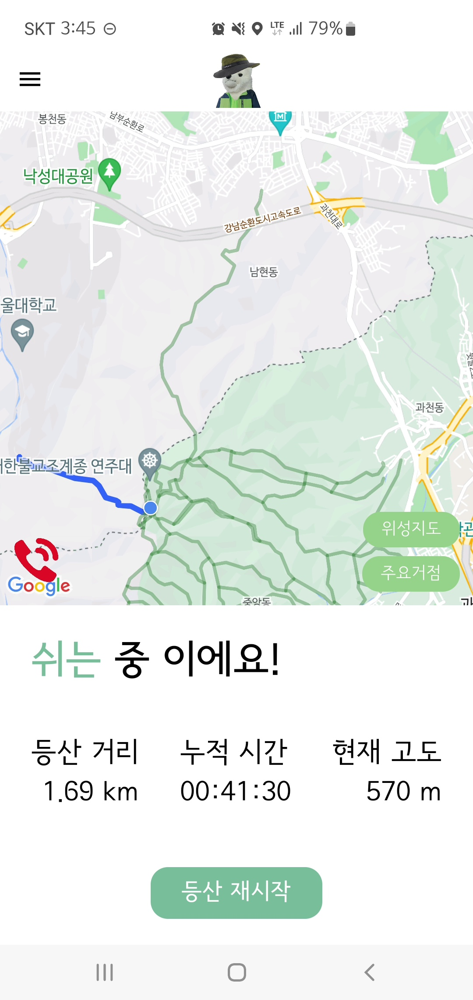 SKT 3:45 LTE 79%
봉천동
남부순환로
낙성대공원
강남순환도시고속도로
과천대로
남현동
울대학교
과천동
대한불교조계종 연주대
위성지도
주요거점
Google
중앙동
쉬는 중 이에요!
등산 거리 누적 시간 현재 고도
1.69 km 00:41:30 570 m
등산 재시작